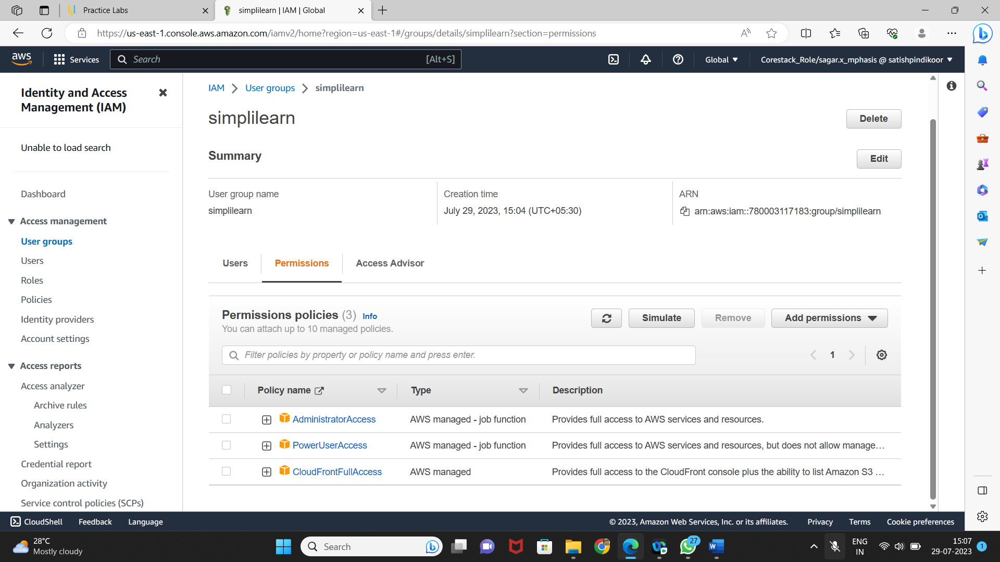 Practice Labs
simplilearn | IAM | Global
https://us-east-1.console.aws.amazon.com/iamv2/home?region=us-east-1#/groups/details/simplilearn?section=permissions
aws
Services
Search
[Alt+S]
Global
Corestack_Role/sagar.x_mphasis @ satishpindikoor
Identity and Access
Management (IAM)
Unable to load search
Dashboard
Access management
User groups
Users
Roles
Policies
Identity providers
Account settings
Access reports
Access analyzer
Archive rules
Analyzers
Settings
Credential report
Organization activity
Service control policies (SCPs)
IAM
User groups
simplilearn
simplilearn
Delete
Summary
Edit
User group name
simplilearn
Creation time
July 29, 2023, 15:04 (UTC+05:30)
ARN
arn:aws:iam::780003117183:group/simplilearn
Users
Permissions
Access Advisor
Permissions policies (3) Info
You can attach up to 10 managed policies.
Simulate
Remove
Add permissions
Filter policies by property or policy name and press enter.
1
Policy name
Type
Description
AdministratorAccess
AWS managed - job function
Provides full access to AWS services and resources.
PowerUserAccess
AWS managed - job function
Provides full access to AWS services and resources, but does not allow manage…
CloudFrontFullAccess
AWS managed
Provides full access to the CloudFront console plus the ability to list Amazon S3 …
CloudShell
Feedback
Language
© 2023, Amazon Web Services, Inc. or its affiliates.
Privacy
Terms
Cookie preferences
28°C
Mostly cloudy
Search
27
ENG
IN
15:07
29-07-2023
1